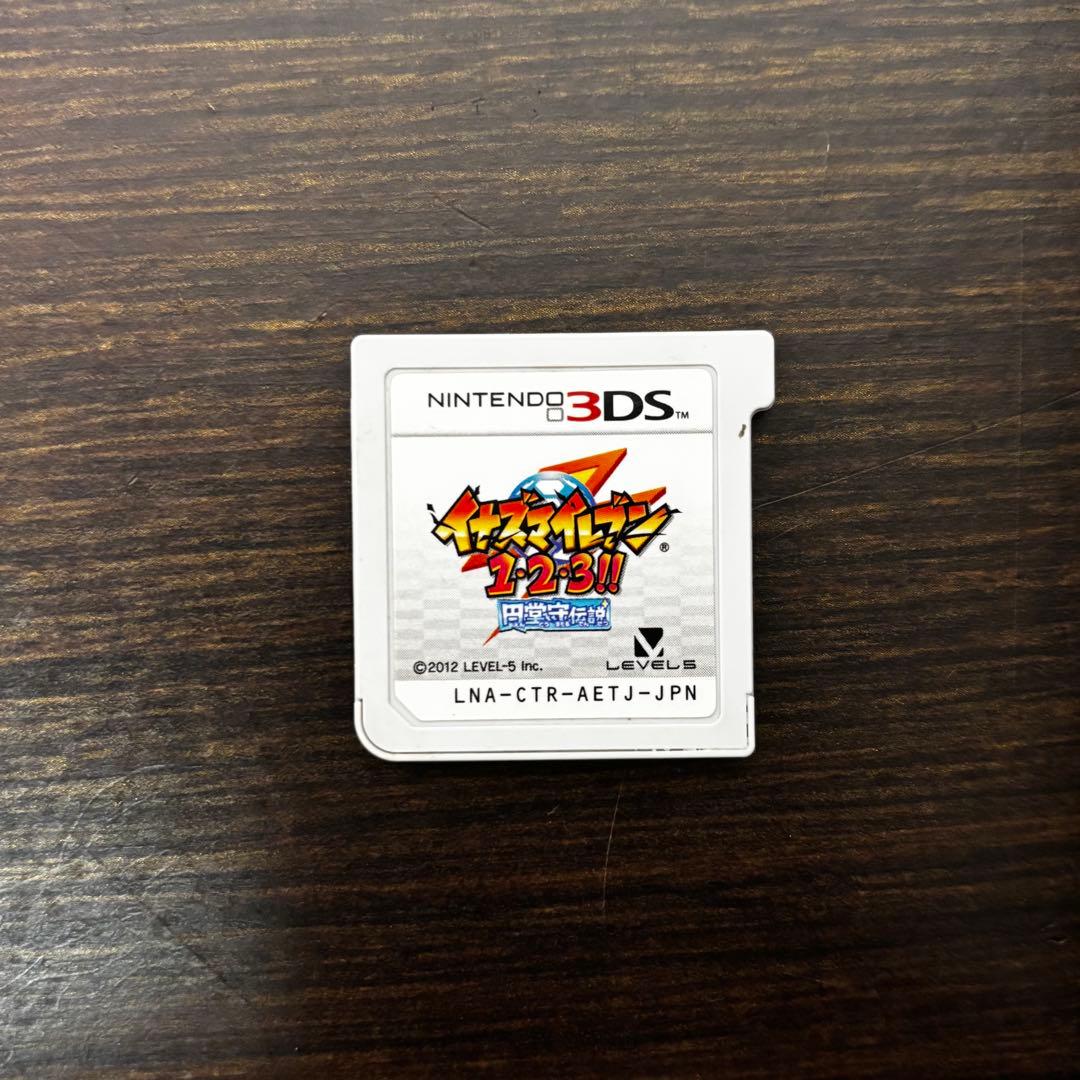 NINTENDO 3DS™
イナズマイレブン®
1・2・3!!
円堂守伝説
©2012 LEVEL-5 Inc.
LEVEL5
LNA-CTR-AETJ-JPN